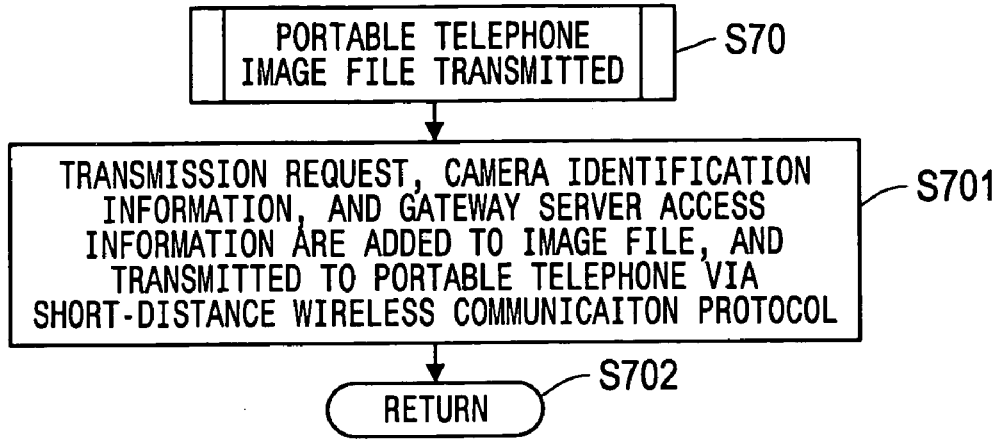 PORTABLE TELEPHONE
IMAGE FILE TRANSMITTED
S70
TRANSMISSION REQUEST, CAMERA IDENTIFICATION
INFORMATION, AND GATEWAY SERVER ACCESS
INFORMATION ARE ADDED TO IMAGE FILE, AND
TRANSMITTED TO PORTABLE TELEPHONE VIA
SHORT-DISTANCE WIRELESS COMMUNICAITON PROTOCOL
S701
RETURN
S702